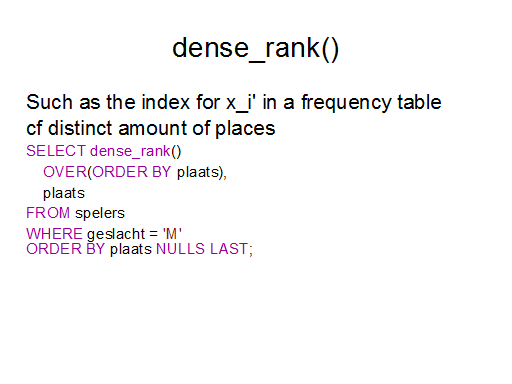 dense_rank()
Such as the index for x_i' in a frequency table
cf distinct amount of places
SELECT dense_rank()
OVER(ORDER BY plaats),
plaats
FROM spelers
WHERE geslacht = 'M'
ORDER BY plaats NULLS LAST;